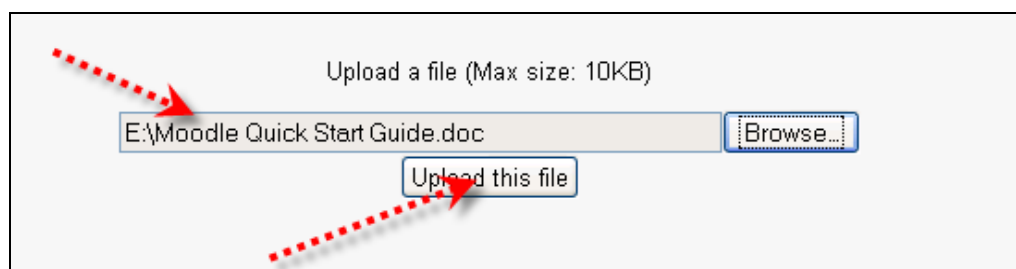 Upload a file (Max size: 10KB)
E:\Moodle Quick Start Guide.doc Browse...
Upload this file